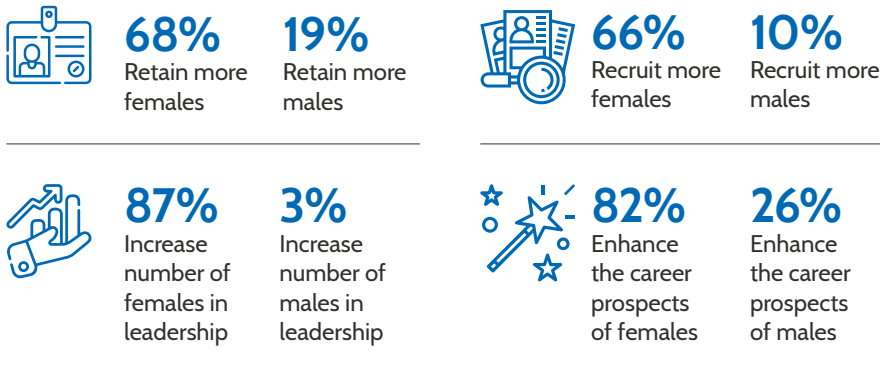 68%
Retain more
females
19%
Retain more
males
66%
Recruit more
females
10%
Recruit more
males
87%
Increase
number of
females in
leadership
3%
Increase
number of
males in
leadership
82%
Enhance
the career
prospects
of females
26%
Enhance
the career
prospects
of males